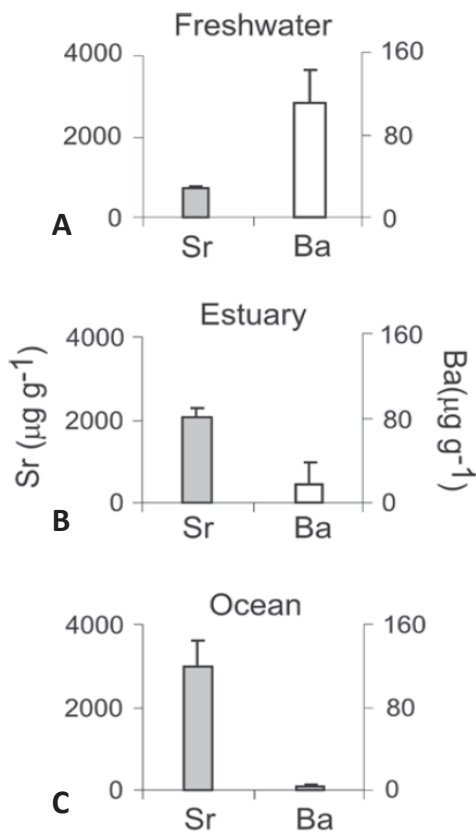 Freshwater
4000
2000
0
160
80
0
A
Sr
Ba
Estuary
4000
2000
0
160
80
0
Sr (µg g-1)
Ba(µg g-1)
B
Sr
Ba
Ocean
4000
2000
0
160
80
0
C
Sr
Ba